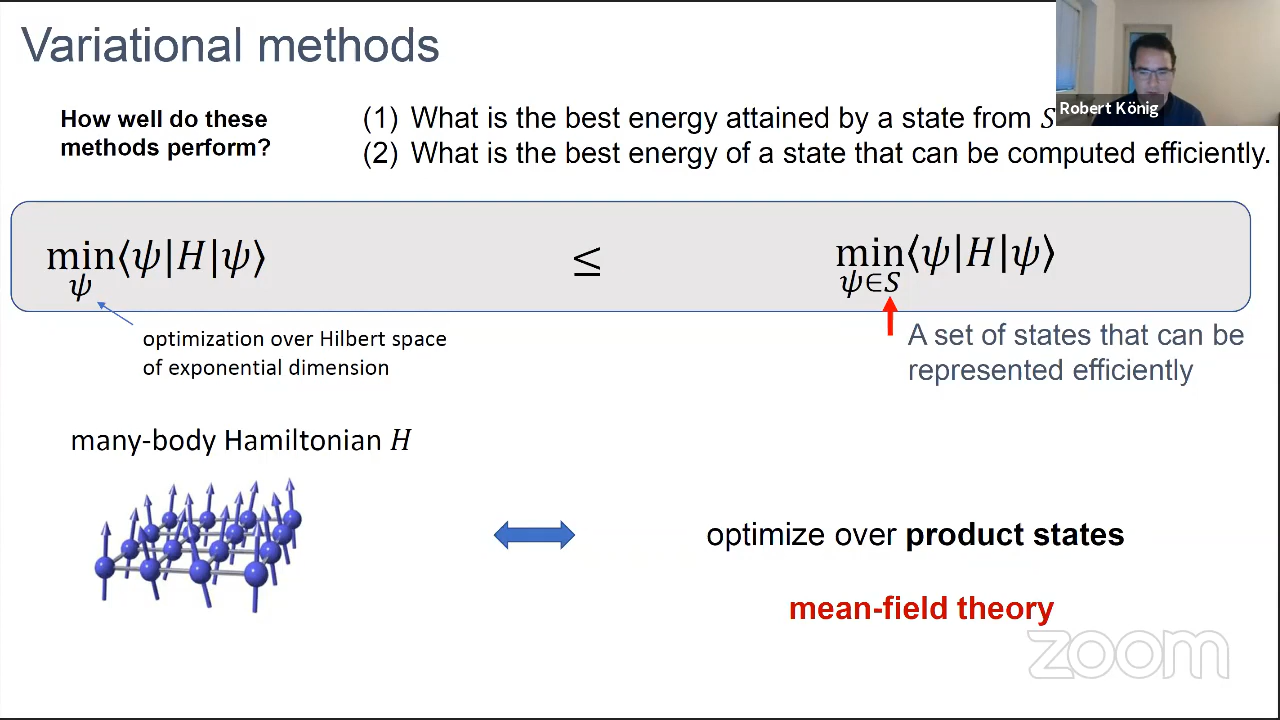 Variational methods
Robert König
How well do these
methods perform?
(1) What is the best energy attained by a state from S
(2) What is the best energy of a state that can be computed efficiently.
min⟨ψ|H|ψ⟩ ≤ min⟨ψ|H|ψ⟩
ψ ψ∈S
optimization over Hilbert space
of exponential dimension
A set of states that can be
represented efficiently
many-body Hamiltonian H
optimize over product states
mean-field theory
zoom